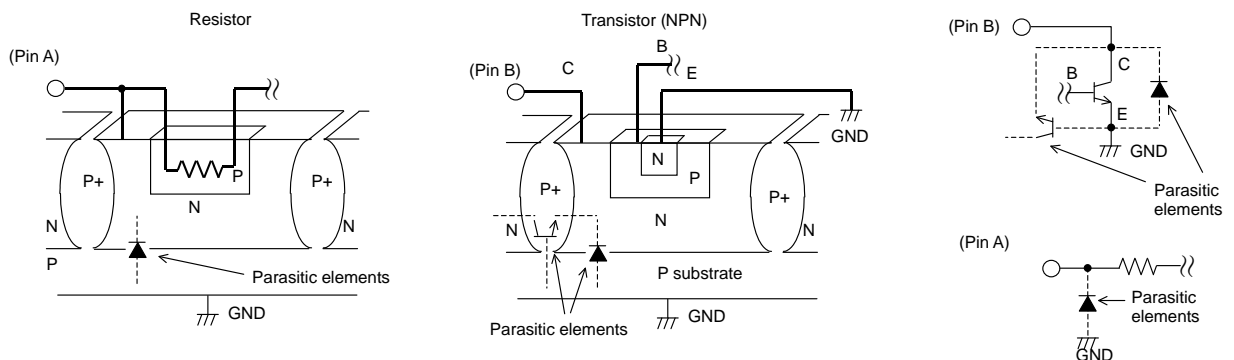 Resistor
(Pin A)
P+
P
P+
N
N
N
P
Parasitic elements
GND
Transistor (NPN)
(Pin B)
C
B
E
GND
P+
N
P
P+
N
N
N
P substrate
Parasitic elements
GND
(Pin B)
C
B
E
GND
Parasitic
elements
(Pin A)
Parasitic
elements
GND